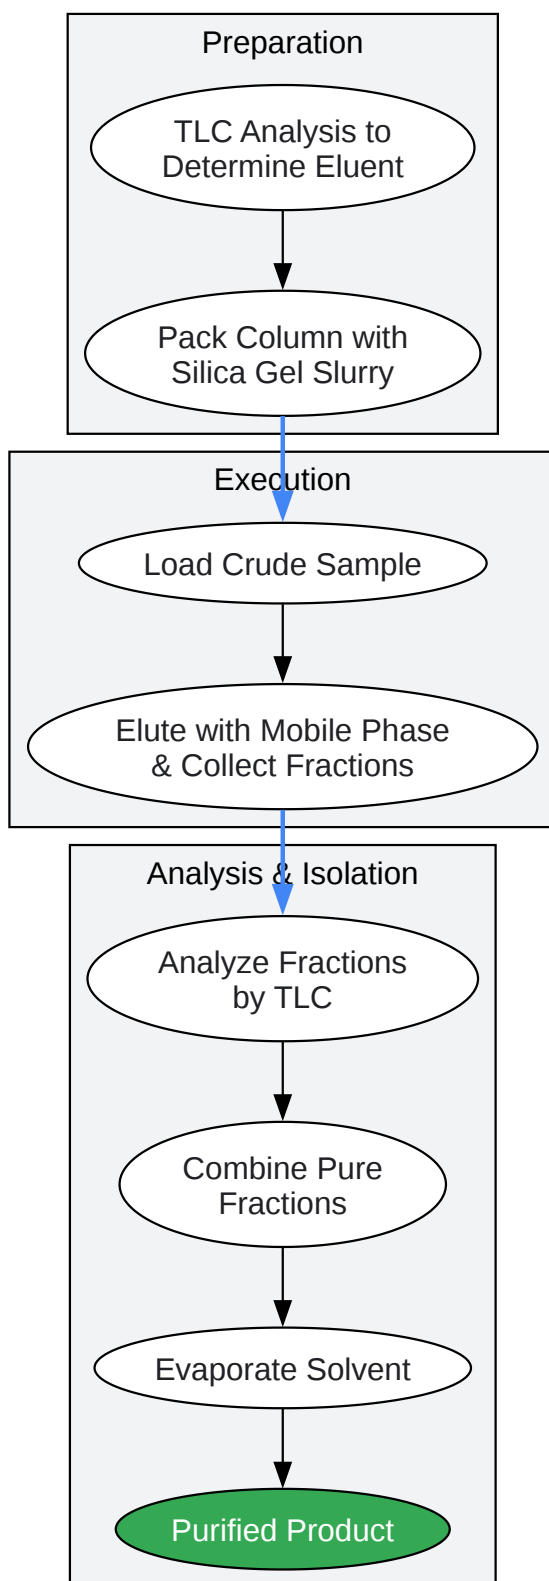 Preparation
TLC Analysis to
Determine Eluent
Pack Column with
Silica Gel Slurry
Execution
Load Crude Sample
Elute with Mobile Phase
& Collect Fractions
Analysis & Isolation
Analyze Fractions
by TLC
Combine Pure
Fractions
Evaporate Solvent
Purified Product